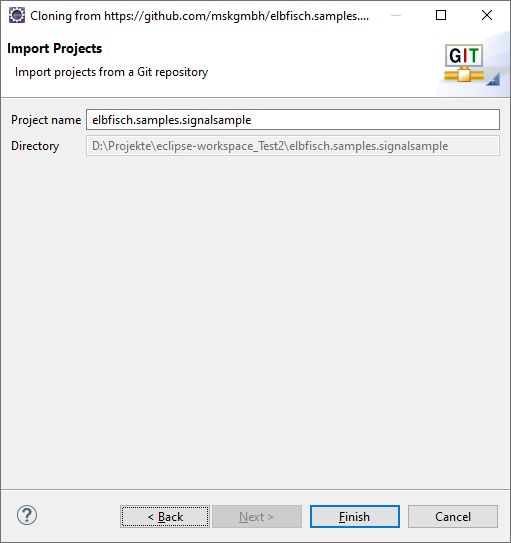 Cloning from https://github.com/mskgmbh/elbfisch.samples....
Import Projects
Import projects from a Git repository
GIT
Project name elbfisch.samples.signalsample
Directory D:\Projekte\eclipse-workspace_Test2\elbfisch.samples.signalsample
? < Back Next > Finish Cancel